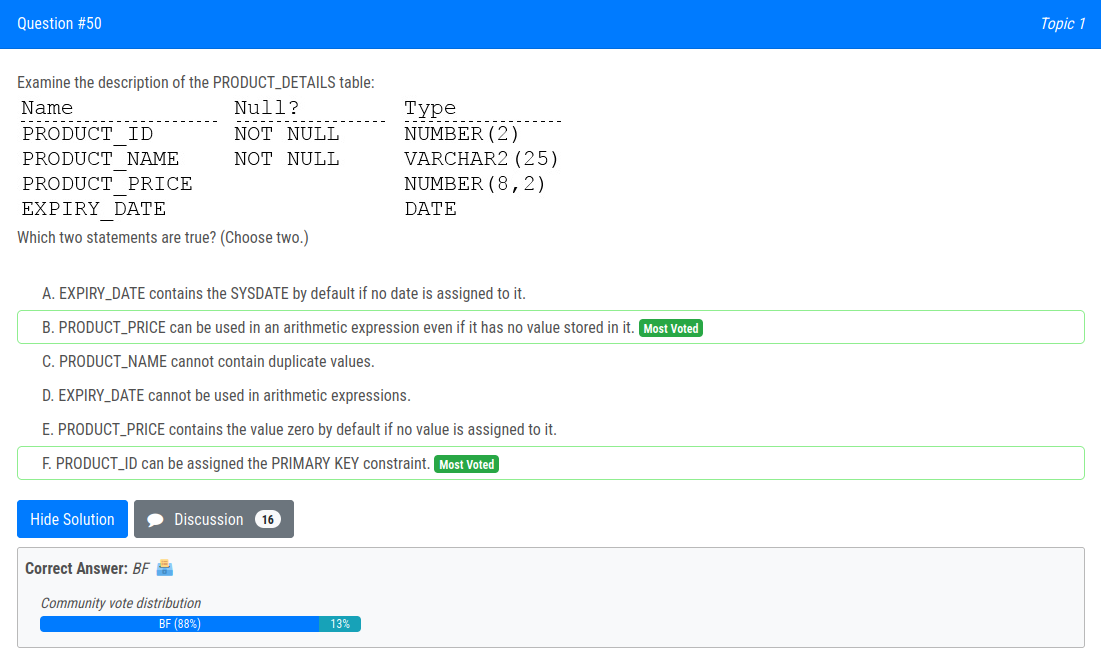 Question #50 Topic 1
Examine the description of the PRODUCT_DETAILS table:
Name Null? Type
PRODUCT_ID NOT NULL NUMBER(2)
PRODUCT_NAME NOT NULL VARCHAR2(25)
PRODUCT_PRICE NUMBER(8,2)
EXPIRY_DATE DATE
Which two statements are true? (Choose two.)
A. EXPIRY_DATE contains the SYSDATE by default if no date is assigned to it.
B. PRODUCT_PRICE can be used in an arithmetic expression even if it has no value stored in it. Most Voted
C. PRODUCT_NAME cannot contain duplicate values.
D. EXPIRY_DATE cannot be used in arithmetic expressions.
E. PRODUCT_PRICE contains the value zero by default if no value is assigned to it.
F. PRODUCT_ID can be assigned the PRIMARY KEY constraint. Most Voted
Hide Solution Discussion 16
Correct Answer: BF
Community vote distribution
BF (88%) 13%